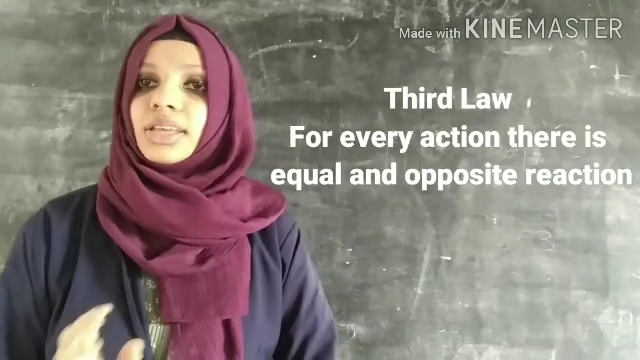 Made with KINEMASTER
Third Law
For every action there is
equal and opposite reaction